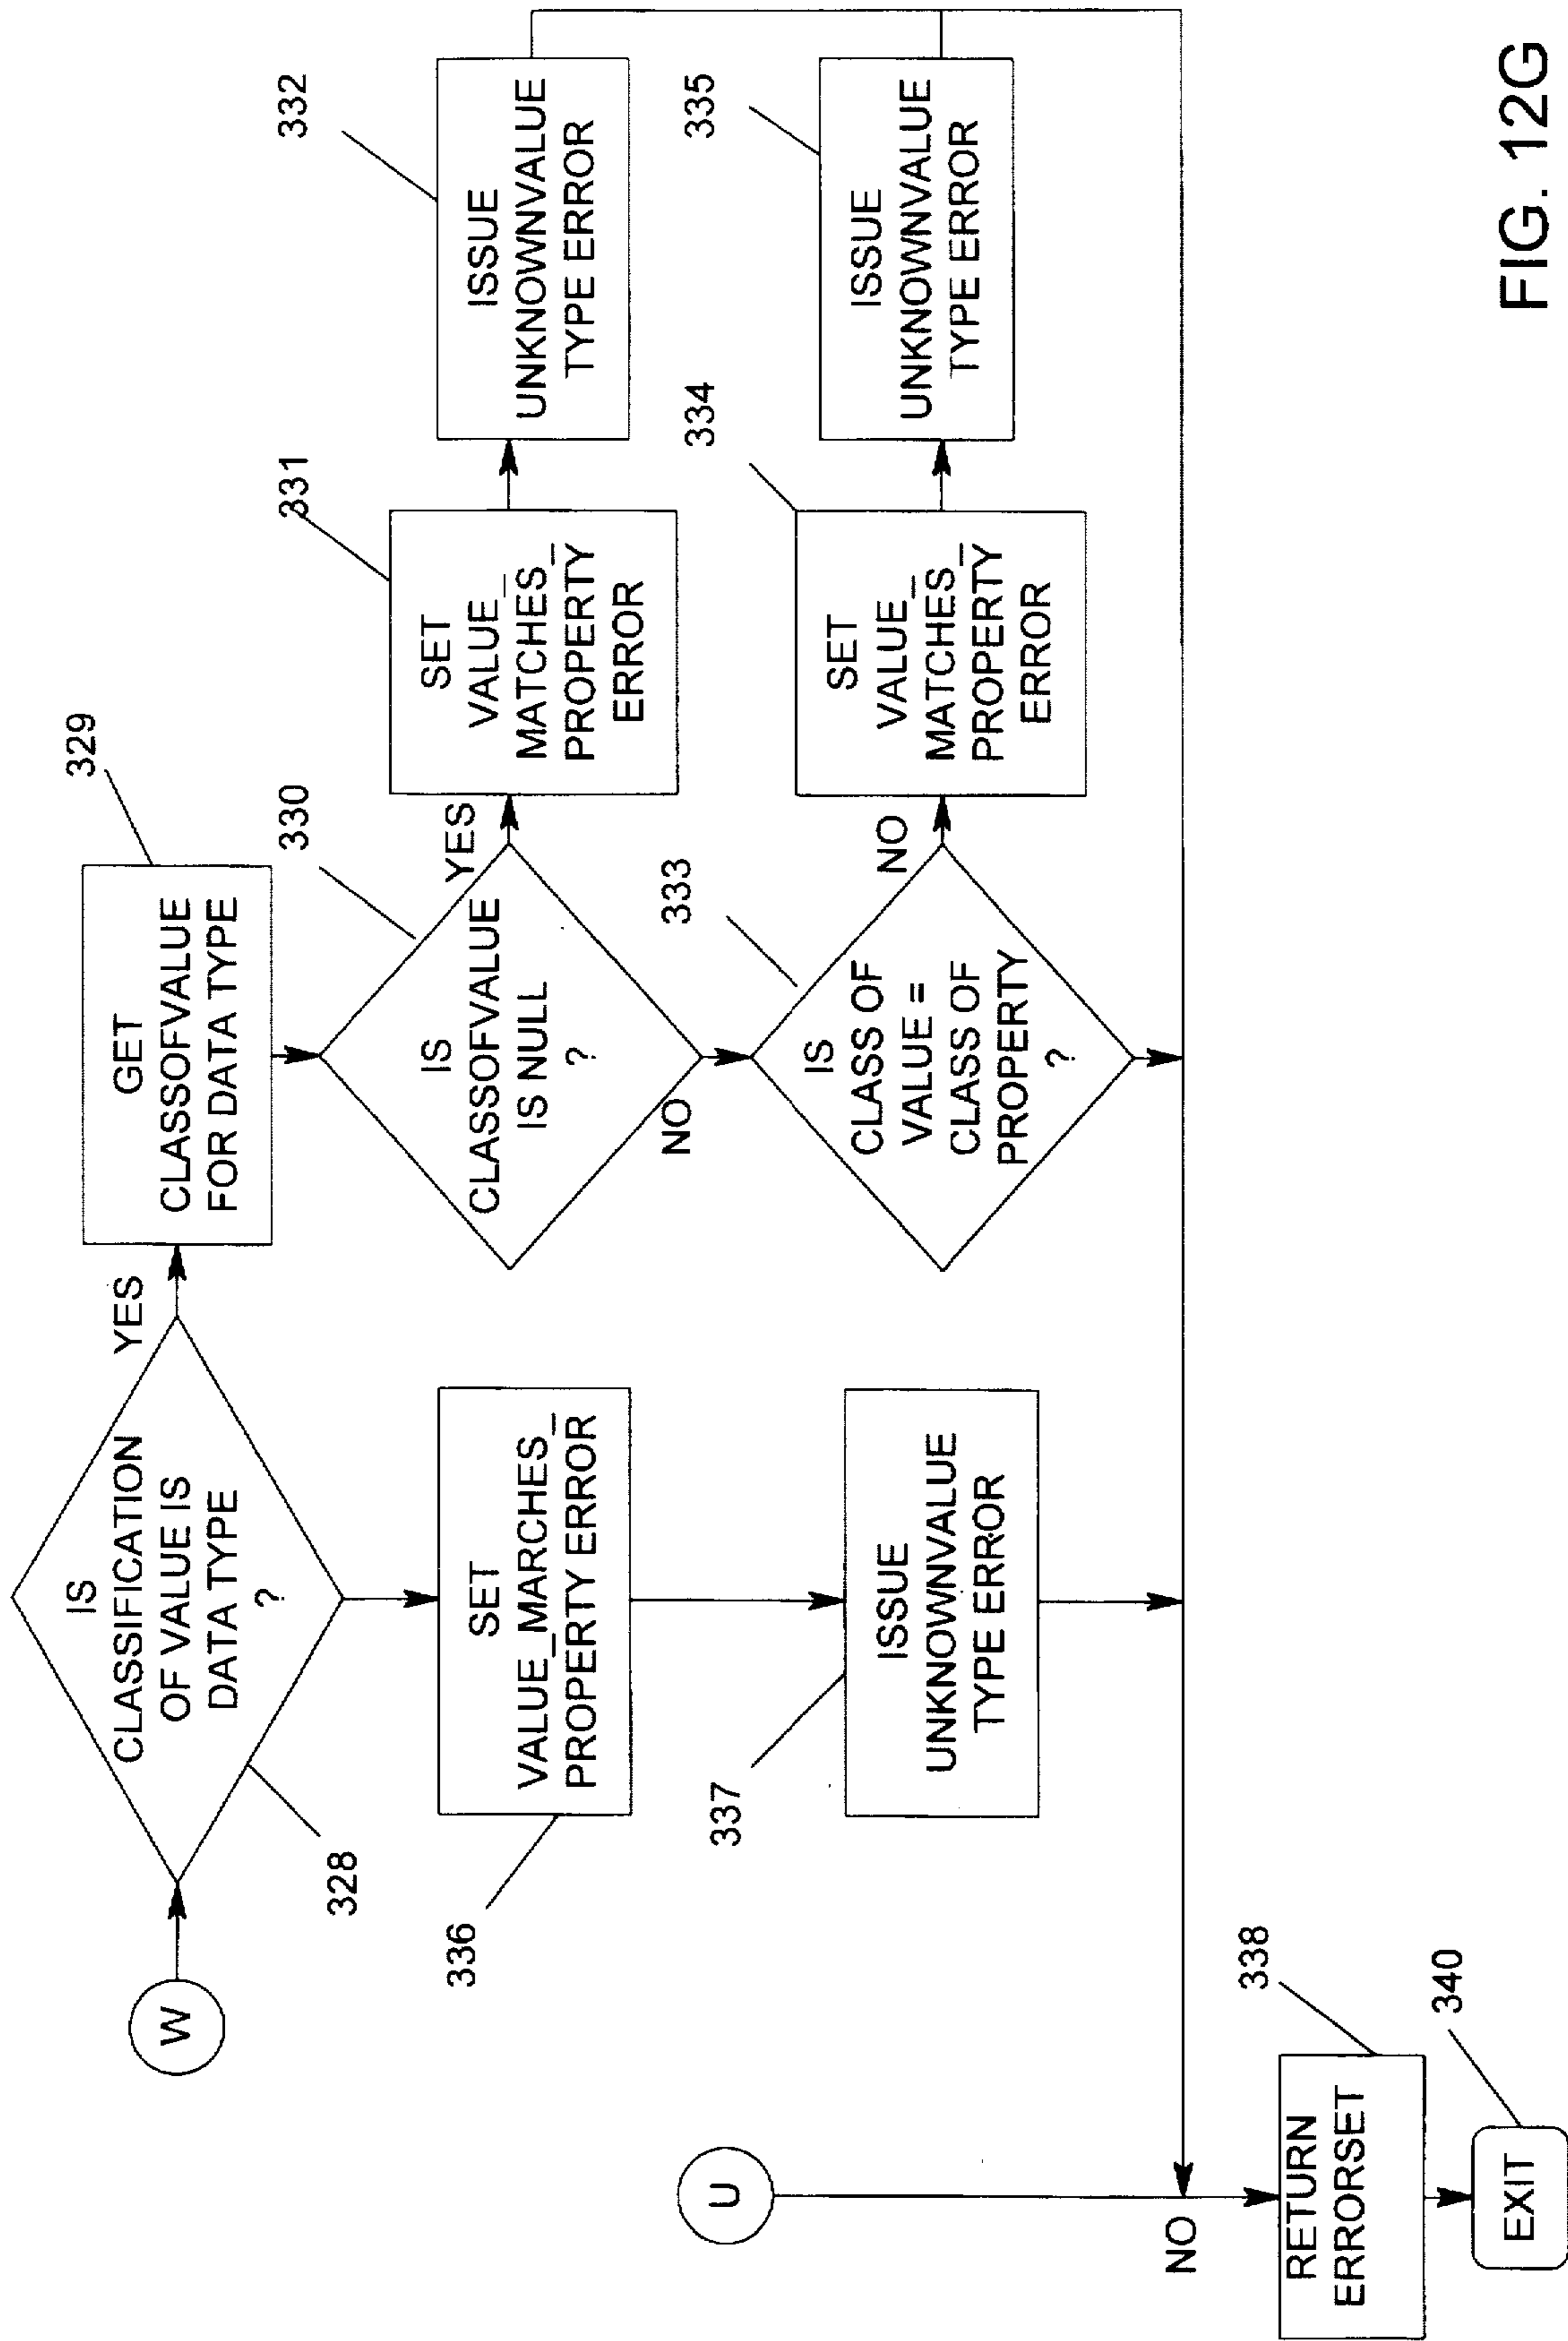 W
IS
CLASSIFICATION
OF VALUE IS
DATA TYPE
?
328
YES
GET
CLASSOFVALUE
FOR DATA TYPE
329
IS
CLASSOFVALUE
IS NULL
?
330
YES
NO
SET
VALUE_
MATCHES_
PROPERTY
ERROR
331
ISSUE
UNKNOWNVALUE
TYPE ERROR
332
SET
VALUE_MARCHES_
PROPERTY ERROR
336
IS
CLASS OF
VALUE =
CLASS OF
PROPERTY
?
333
NO
SET
VALUE_
MATCHES_
PROPERTY
ERROR
334
ISSUE
UNKNOWNVALUE
TYPE ERROR
335
ISSUE
UNKNOWNVALUE
TYPE ERROR
337
U
NO
RETURN
ERRORSET
338
EXIT
340
FIG. 12G